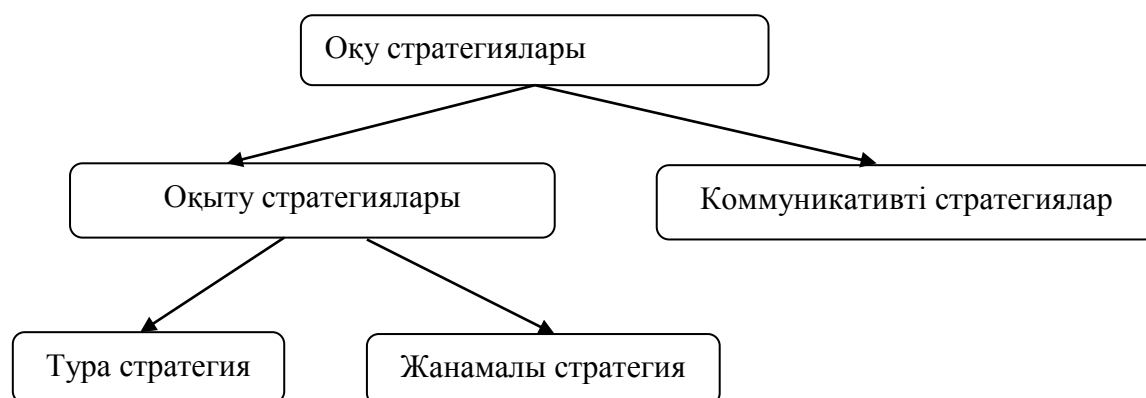 Оқу стратегиялары
Оқыту стратегиялары
Коммуникативті стратегиялар
Тура стратегия
Жанамалы стратегия